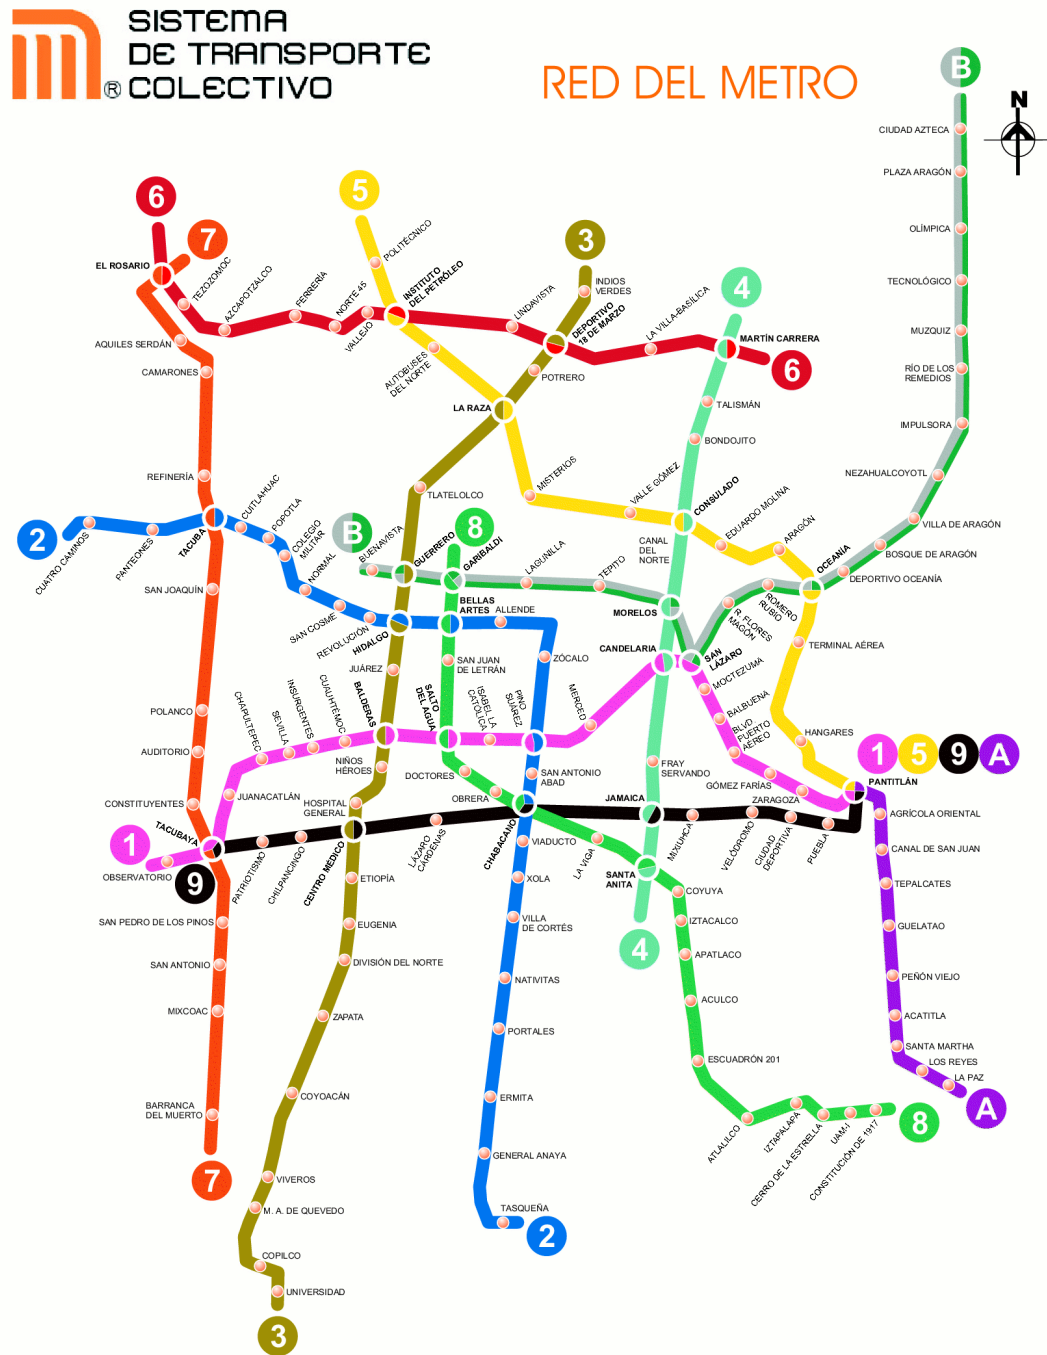 SISTEMA
DE TRANSPORTE
COLECTIVO
®
RED DEL METRO
B
N
CIUDAD AZTECA
PLAZA ARAGÓN
OLÍMPICA
TECNOLÓGICO
MUZQUIZ
RÍO DE LOS
REMEDIOS
IMPULSORA
NEZAHUALCOYOTL
VILLA DE ARAGÓN
BOSQUE DE ARAGÓN
DEPORTIVO OCEANÍA
OCEANÍA
6
7
5
3
4
EL ROSARIO
TEZOZOMOC
AZCAPOTZALCO
FERRERÍA
NORTE 45
VALLEJO
INSTITUTO
DEL PETRÓLEO
LINDAVISTA
DEPORTIVO
18 DE MARZO
LA VILLA-BASÍLICA
MARTÍN CARRERA
6
POLITÉCNICO
AUTOBUSES
DEL NORTE
LA RAZA
MISTERIOS
VALLE GÓMEZ
CONSULADO
EDUARDO MOLINA
ARAGÓN
INDIOS
VERDES
POTRERO
TLATELOLCO
TALISMÁN
BONDOJITO
CANAL
DEL
NORTE
AQUILES SERDÁN
CAMARONES
REFINERÍA
TACUBA
SAN JOAQUÍN
POLANCO
AUDITORIO
CONSTITUYENTES
TACUBAYA
2
CUATRO CAMINOS
PANTEONES
CUITLAHUAC
POPOTLA
COLEGIO
MILITAR
NORMAL
SAN COSME
REVOLUCIÓN
HIDALGO
B
8
BUENAVISTA
GUERRERO
GARIBALDI
LAGUNILLA
TEPITO
MORELOS
SAN
LÁZARO
R. FLORES
MAGÓN
ROMERO
RUBIO
BELLAS
ARTES
ALLENDE
ZÓCALO
PINO
SUÁREZ
JUÁREZ
BALDERAS
SAN JUAN
DE LETRÁN
SALTO
DEL AGUA
ISABEL LA
CATÓLICA
MERCED
CANDELARIA
MOCTEZUMA
BALBUENA
BLVD
PUERTO
AÉREO
GÓMEZ FARÍAS
ZARAGOZA
TERMINAL AÉREA
HANGARES
1
5
9
A
PANTITLÁN
CHAPULTEPEC
SEVILLA
INSURGENTES
CUAUHTÉMOC
JUANACATLÁN
NIÑOS
HÉROES
HOSPITAL
GENERAL
DOCTORES
OBRERA
SAN ANTONIO
ABAD
FRAY
SERVANDO
JAMAICA
1
OBSERVATORIO
9
PATRIOTISMO
CHILPANCINGO
CENTRO MÉDICO
LÁZARO
CÁRDENAS
CHABACANO
VIADUCTO
LA VIGA
SANTA
ANITA
MIXIUHCA
VELÓDROMO
CIUDAD
DEPORTIVA
PUEBLA
AGRÍCOLA ORIENTAL
CANAL DE SAN JUAN
TEPALCATES
GUELATAO
PEÑÓN VIEJO
ACATITLA
SANTA MARTHA
LOS REYES
LA PAZ
A
SAN PEDRO DE LOS PINOS
SAN ANTONIO
MIXCOAC
BARRANCA
DEL MUERTO
7
ETIOPÍA
EUGENIA
DIVISIÓN DEL NORTE
ZAPATA
COYOACÁN
VIVEROS
M. A. DE QUEVEDO
COPILCO
UNIVERSIDAD
3
XOLA
VILLA
DE CORTÉS
NATIVITAS
PORTALES
ERMITA
GENERAL ANAYA
TASQUEÑA
2
4
COYUYA
IZTACALCO
APATLACO
ACULCO
ESCUADRÓN 201
ATLALILCO
IZTAPALAPA
CERRO DE LA ESTRELLA
UAM-I
CONSTITUCIÓN DE 1917
8